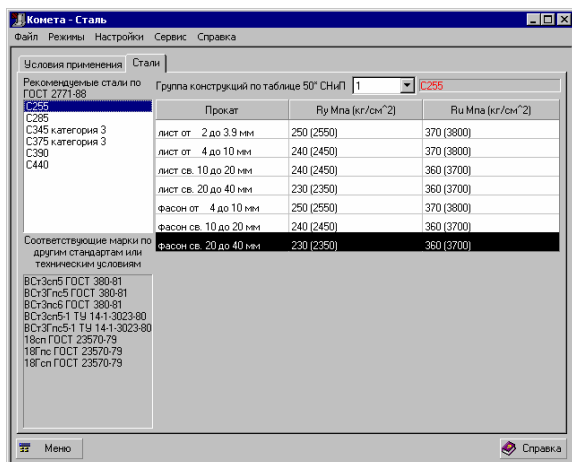 Комета - Сталь
Файл Режимы Настройки Сервис Справка
Условия применения Стали
Рекомендуемые стали по
ГОСТ 2771-88
С255
С285
С345 категория 3
С375 категория 3
С390
С440
Группа конструкций по таблице 50* СНиП 1 С255
Прокат Ry Мпа (кг/см^2) Ru Мпа (кг/см^2)
лист от 2 до 3.9 мм 250 (2550) 370 (3800)
лист от 4 до 10 мм 240 (2450) 370 (3800)
лист св. 10 до 20 мм 240 (2450) 360 (3700)
лист св. 20 до 40 мм 230 (2350) 360 (3700)
фасон от 4 до 10 мм 250 (2550) 370 (3800)
фасон св. 10 до 20 мм 240 (2450) 360 (3700)
фасон св. 20 до 40 мм 230 (2350) 360 (3700)
Соответствующие марки по
другим стандартам или
техническим условиям
ВСт3сп5 ГОСТ 380-81
ВСт3Гпс5 ГОСТ 380-81
ВСт3пс6 ГОСТ 380-81
ВСт3сп5-1 ТУ 14-1-3023-80
ВСт3Гпс5-1 ТУ 14-1-3023-80
18сп ГОСТ 23570-79
18Гпс ГОСТ 23570-79
18Гсп ГОСТ 23570-79
Меню Справка